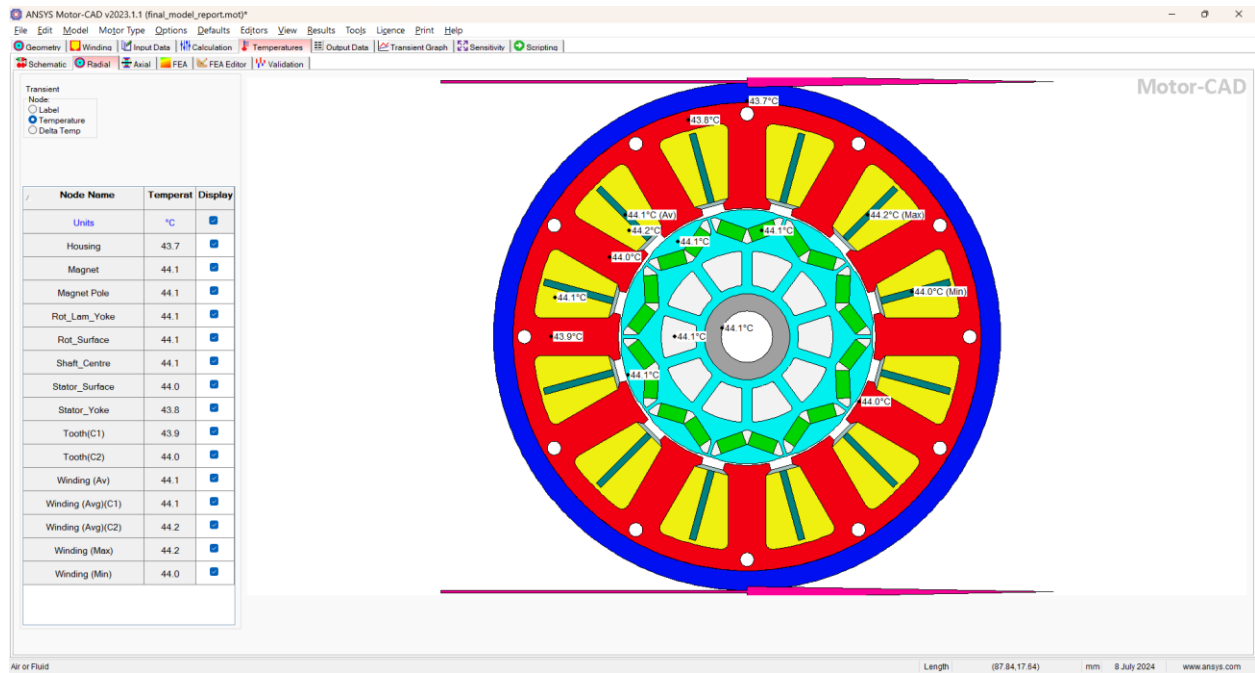 ANSYS Motor-CAD v2023.1.1 (final_model_report.mot)*
File Edit Model Motor Type Options Defaults Editors View Results Tools Licence Print Help
Geometry Winding Input Data Calculation Temperatures Output Data Transient Graph Sensitivity Scripting
Schematic Radial Axial FEA FEA Editor Validation
Transient
Node:
Label
Temperature
Delta Temp
Node Name Temperat Display
Units °C
Housing 43.7
Magnet 44.1
Magnet Pole 44.1
Rot_Lam_Yoke 44.1
Rot_Surface 44.1
Shaft_Centre 44.1
Stator_Surface 44.0
Stator_Yoke 43.8
Tooth(C1) 43.9
Tooth(C2) 44.0
Winding (Av) 44.1
Winding (Avg)(C1) 44.1
Winding (Avg)(C2) 44.2
Winding (Max) 44.2
Winding (Min) 44.0
Motor-CAD
43.7°C
43.8°C
44.1°C (Av)
44.2°C (Max)
44.2°C
44.1°C
44.1°C
44.0°C
44.0°C (Min)
44.1°C
44.1°C
43.9°C
44.1°C
44.1°C
44.0°C
Air or Fluid
Length (87.84,17.64) mm 8 July 2024 www.ansys.com